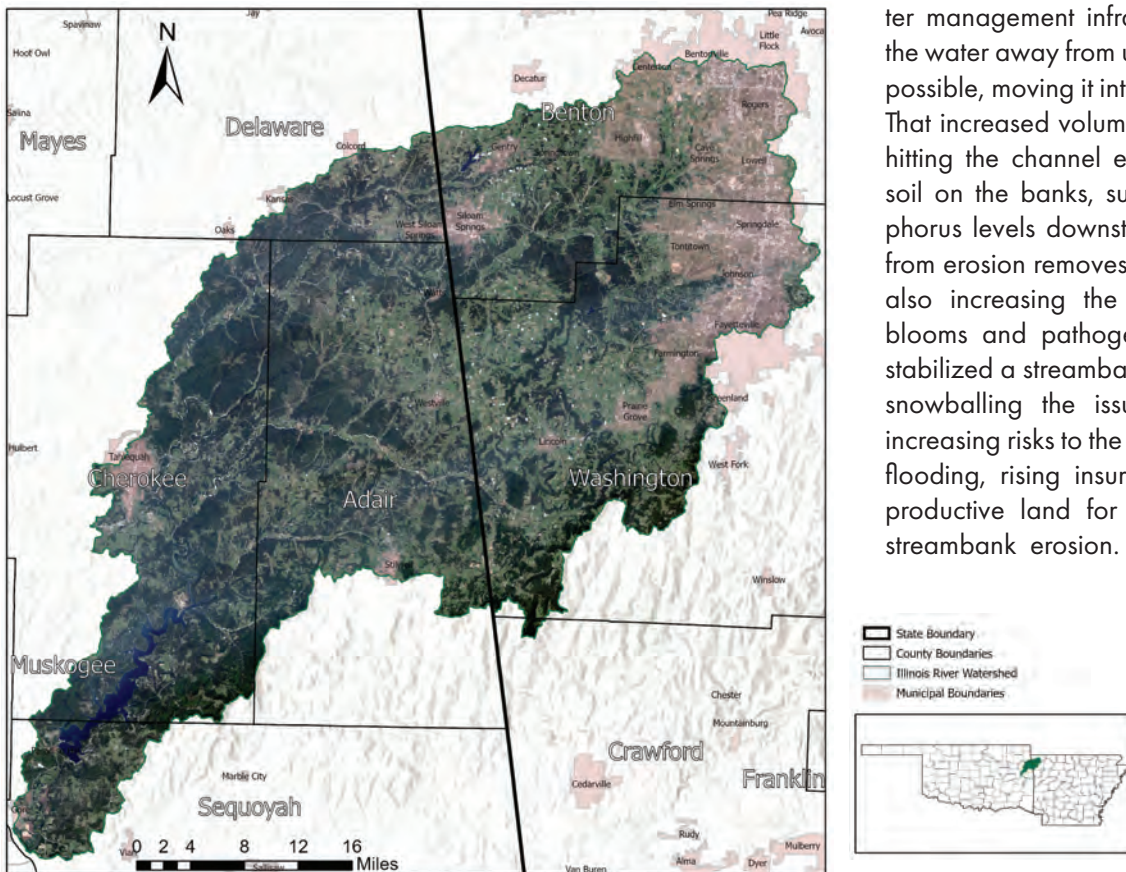 Jay
Pea Ridge
Spavinaw
Avoca
Little
Flock
N
Bentonville
Hoot Owl
Centerton
Decatur
Rogers
Salina
Benton
Mayes
Delaware
Highfill
Colcord
Gentry
Cave
Springs
Lowell
Locust Grove
Kansas
Elm Springs
Oaks
West Siloam
Springs
Siloam
Springs
Springdale
Tontitown
Johnson
Watts
Fayetteville
Farmington
Westville
Prairie
Grove
Greenland
Hulbert
Lincoln
Tahlequah
West Fork
Cherokee
Washington
Adair
Stilwell
Winslow
Muskogee
Chester
Mountainburg
Crawford
Marble City
Cedarville
Franklin
Sequoyah
Rudy
Mulberry
0 2 4 8 12 16
Miles
Sallisaw
Van Buren
Alma
Dyer
ter management infra
the water away from u
possible, moving it int
That increased volum
hitting the channel e
soil on the banks, su
phorus levels downst
from erosion removes
also increasing the
blooms and pathoge
stabilized a streamba
snowballing the issu
increasing risks to the
flooding, rising insur
productive land for
streambank erosion.
State Boundary
County Boundaries
Illinois River Watershed
Municipal Boundaries